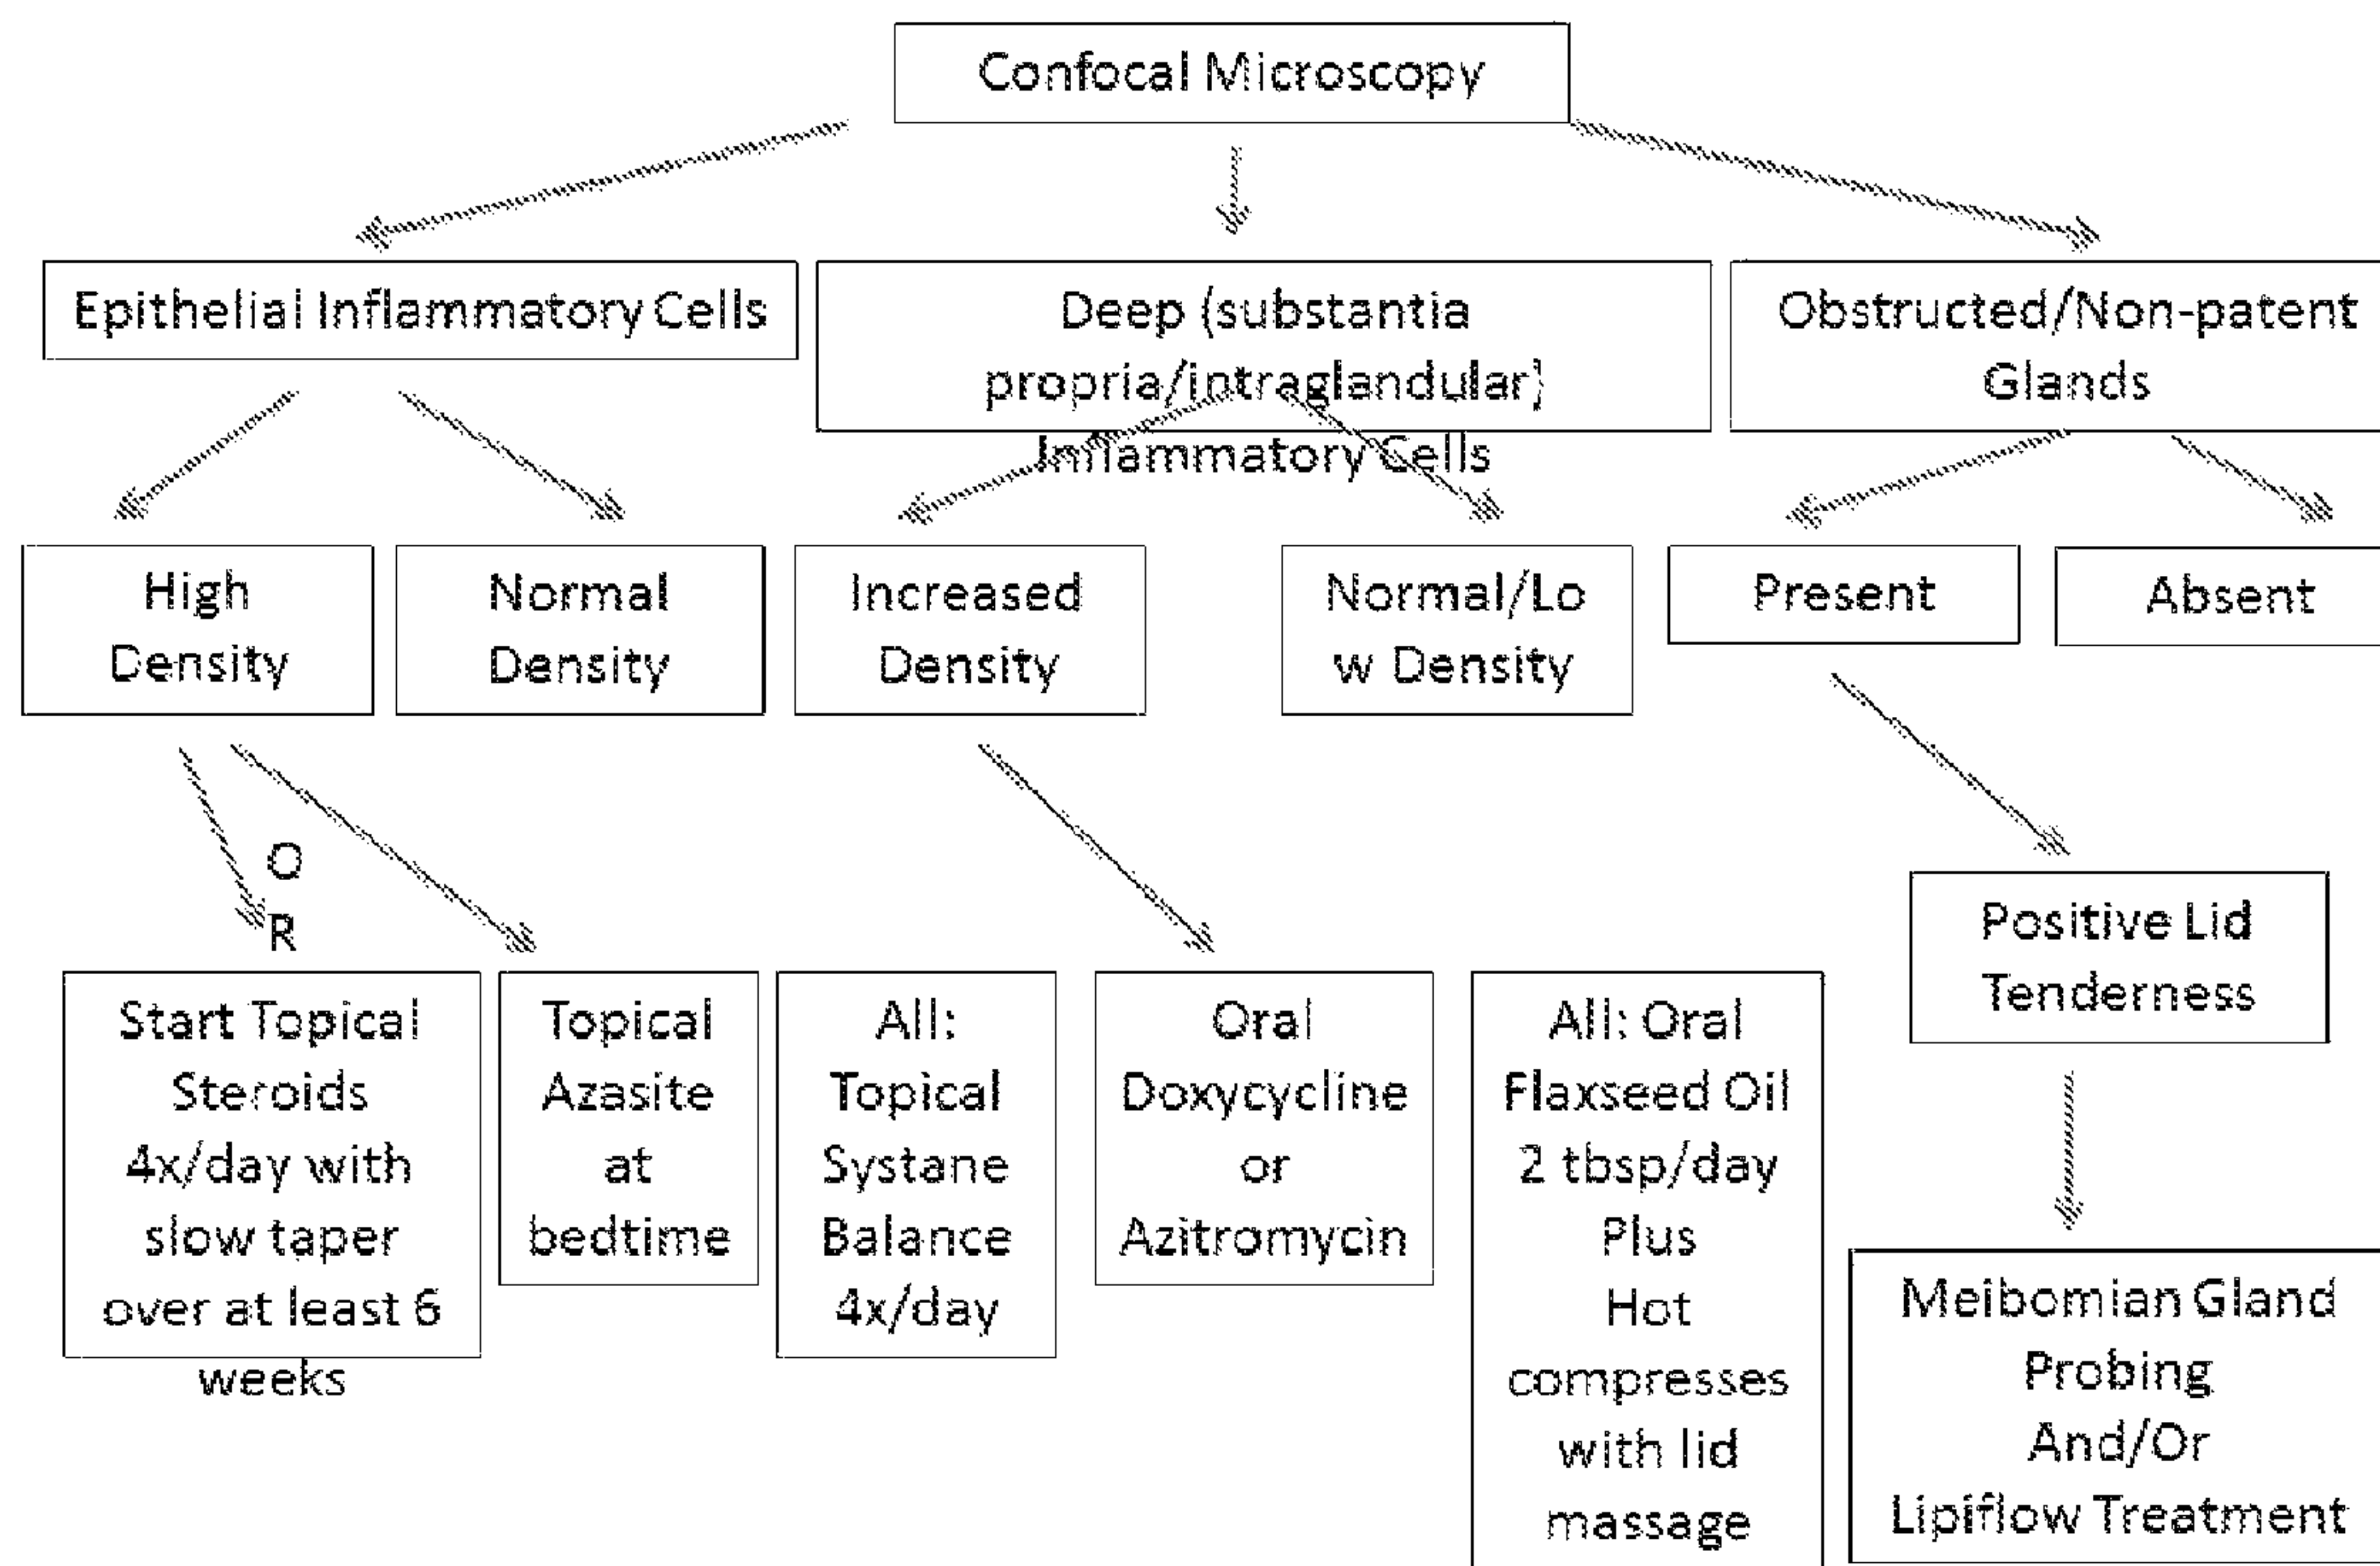 Confocal Microscopy
Epithelial Inflammatory Cells
Deep (substantia
propria/intraglandular)
Inflammatory Cells
Obstructed/Non-patent
Glands
High
Density
Normal
Density
Increased
Density
Normal/Lo
w Density
Present
Absent
O
R
Positive Lid
Tenderness
Start Topical
Steroids
4x/day with
slow taper
over at least 6
weeks
Topical
Azasite
at
bedtime
All:
Topical
Systane
Balance
4x/day
Oral
Doxycycline
or
Azitromycin
All: Oral
Flaxseed Oil
2 tbsp/day
Plus
Hot
compresses
with lid
massage
Meibomian Gland
Probing
And/Or
Lipiflow Treatment